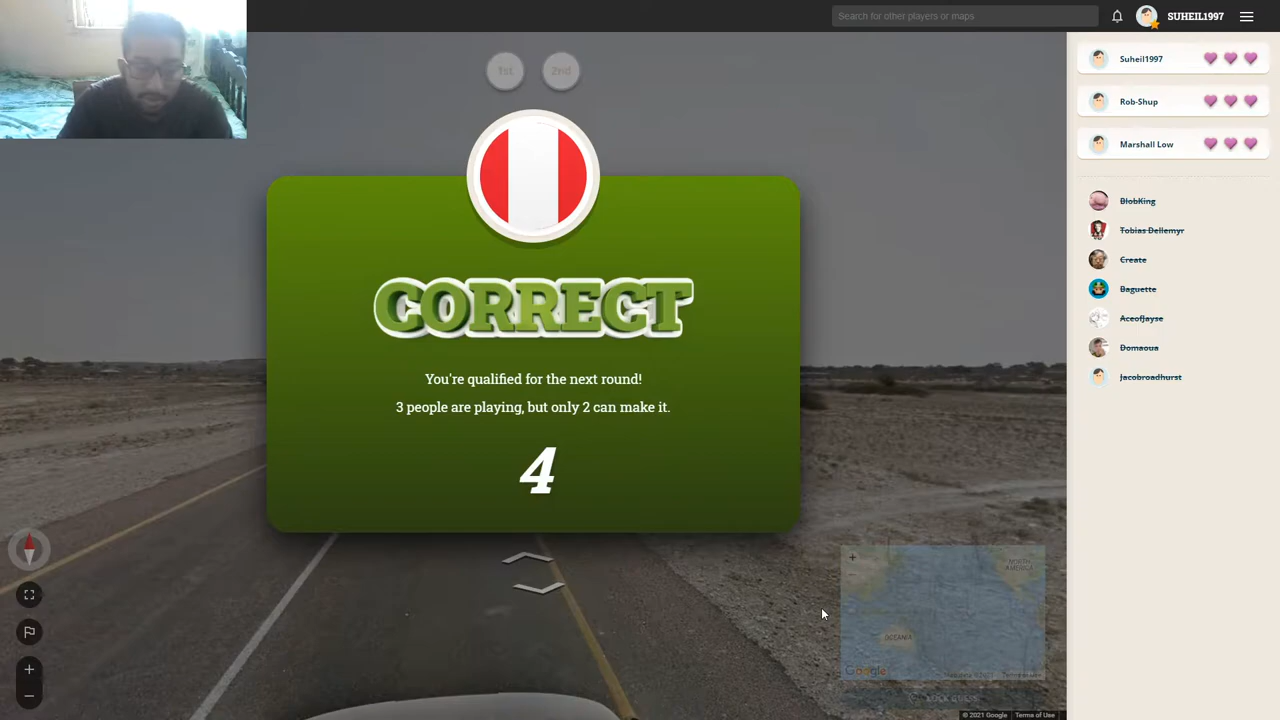 Search for other players or maps
SUHEIL1997
1st
2nd
Suheil1997
Rob-Shup
Marshall Low
BlobKing
Tobias Dellemyr
Create
Baguette
AceofJayse
Domaoua
Jacobroadhurst
CORRECT
You're qualified for the next round!
3 people are playing, but only 2 can make it.
4
+
NORTH
AMERICA
OCEANIA
Google
LOCK GUESS
© 2021 Google
Terms of Use